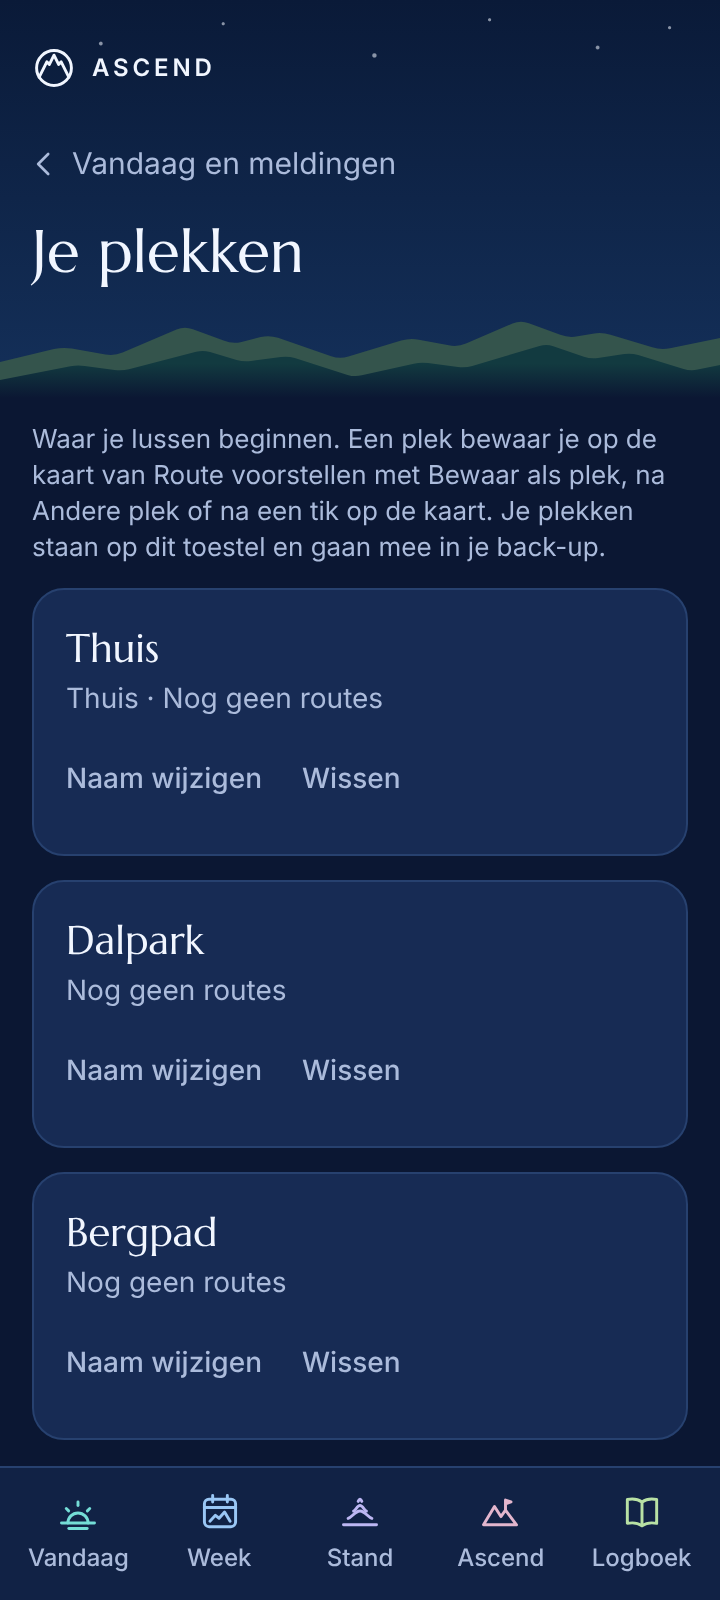 ASCEND
Vandaag en meldingen
Je plekken
Waar je lussen beginnen. Een plek bewaar je op de
kaart van Route voorstellen met Bewaar als plek, na
Andere plek of na een tik op de kaart. Je plekken
staan op dit toestel en gaan mee in je back-up.
Thuis
Thuis · Nog geen routes
Naam wijzigen Wissen
Dalpark
Nog geen routes
Naam wijzigen Wissen
Bergpad
Nog geen routes
Naam wijzigen Wissen
Vandaag Week Stand Ascend Logboek